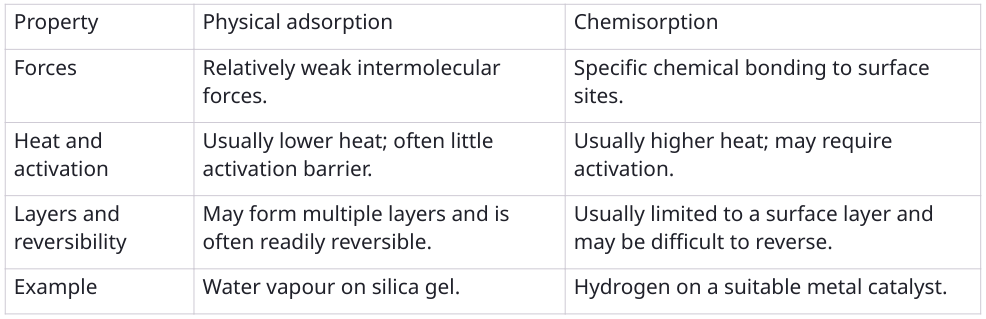 Property Physical adsorption Chemisorption
Forces Relatively weak intermolecular forces. Specific chemical bonding to surface sites.
Heat and activation Usually lower heat; often little activation barrier. Usually higher heat; may require activation.
Layers and reversibility May form multiple layers and is often readily reversible. Usually limited to a surface layer and may be difficult to reverse.
Example Water vapour on silica gel. Hydrogen on a suitable metal catalyst.